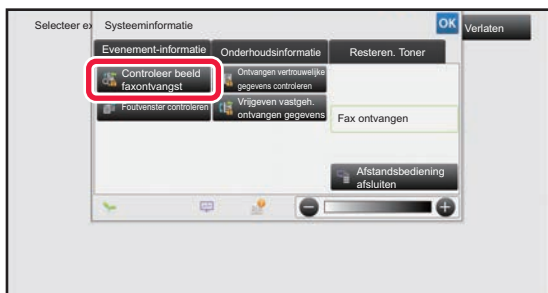 Selecteer ex
Systeeminformatie
OK
Verlaten
Evenement-informatie
Onderhoudsinformatie
Resteren. Toner
Controleer beeld
faxontvangst
Ontvangen vertrouwelijke
gegevens controleren
Foutvenster controleren
Vrijgeven vastgeh.
ontvangen gegevens
Fax ontvangen
Afstandsbediening
afsluiten